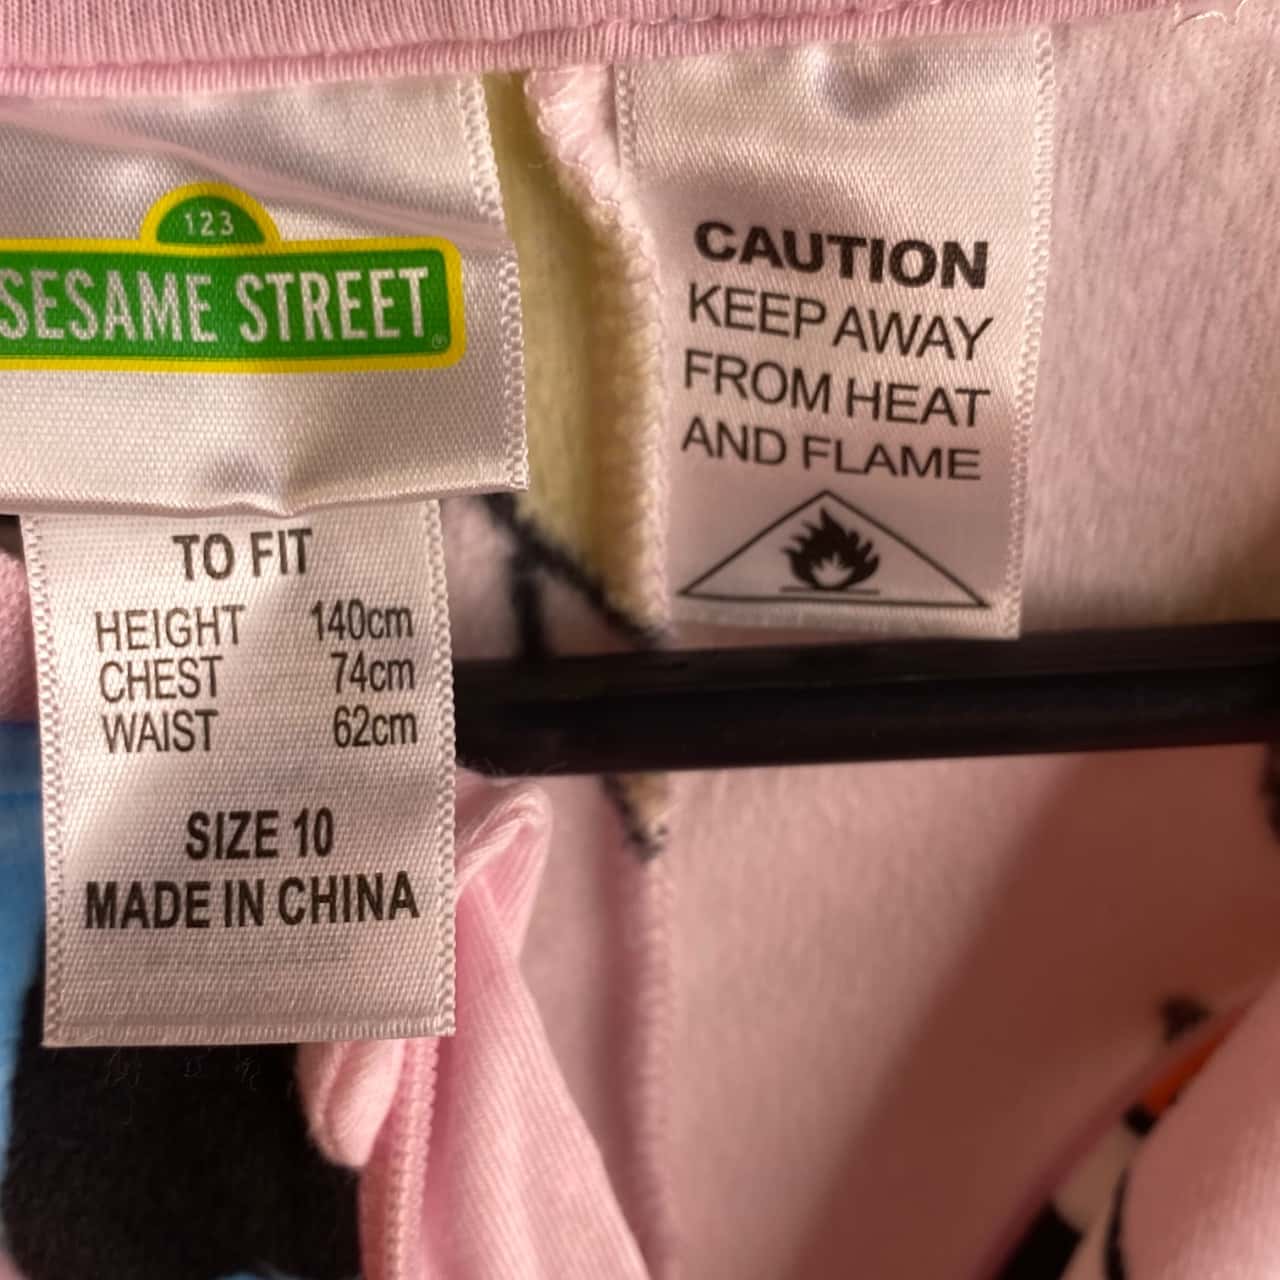 123
SESAME STREET
TO FIT
HEIGHT 140cm
CHEST 74cm
WAIST 62cm
SIZE 10
MADE IN CHINA
CAUTION
KEEP AWAY
FROM HEAT
AND FLAME